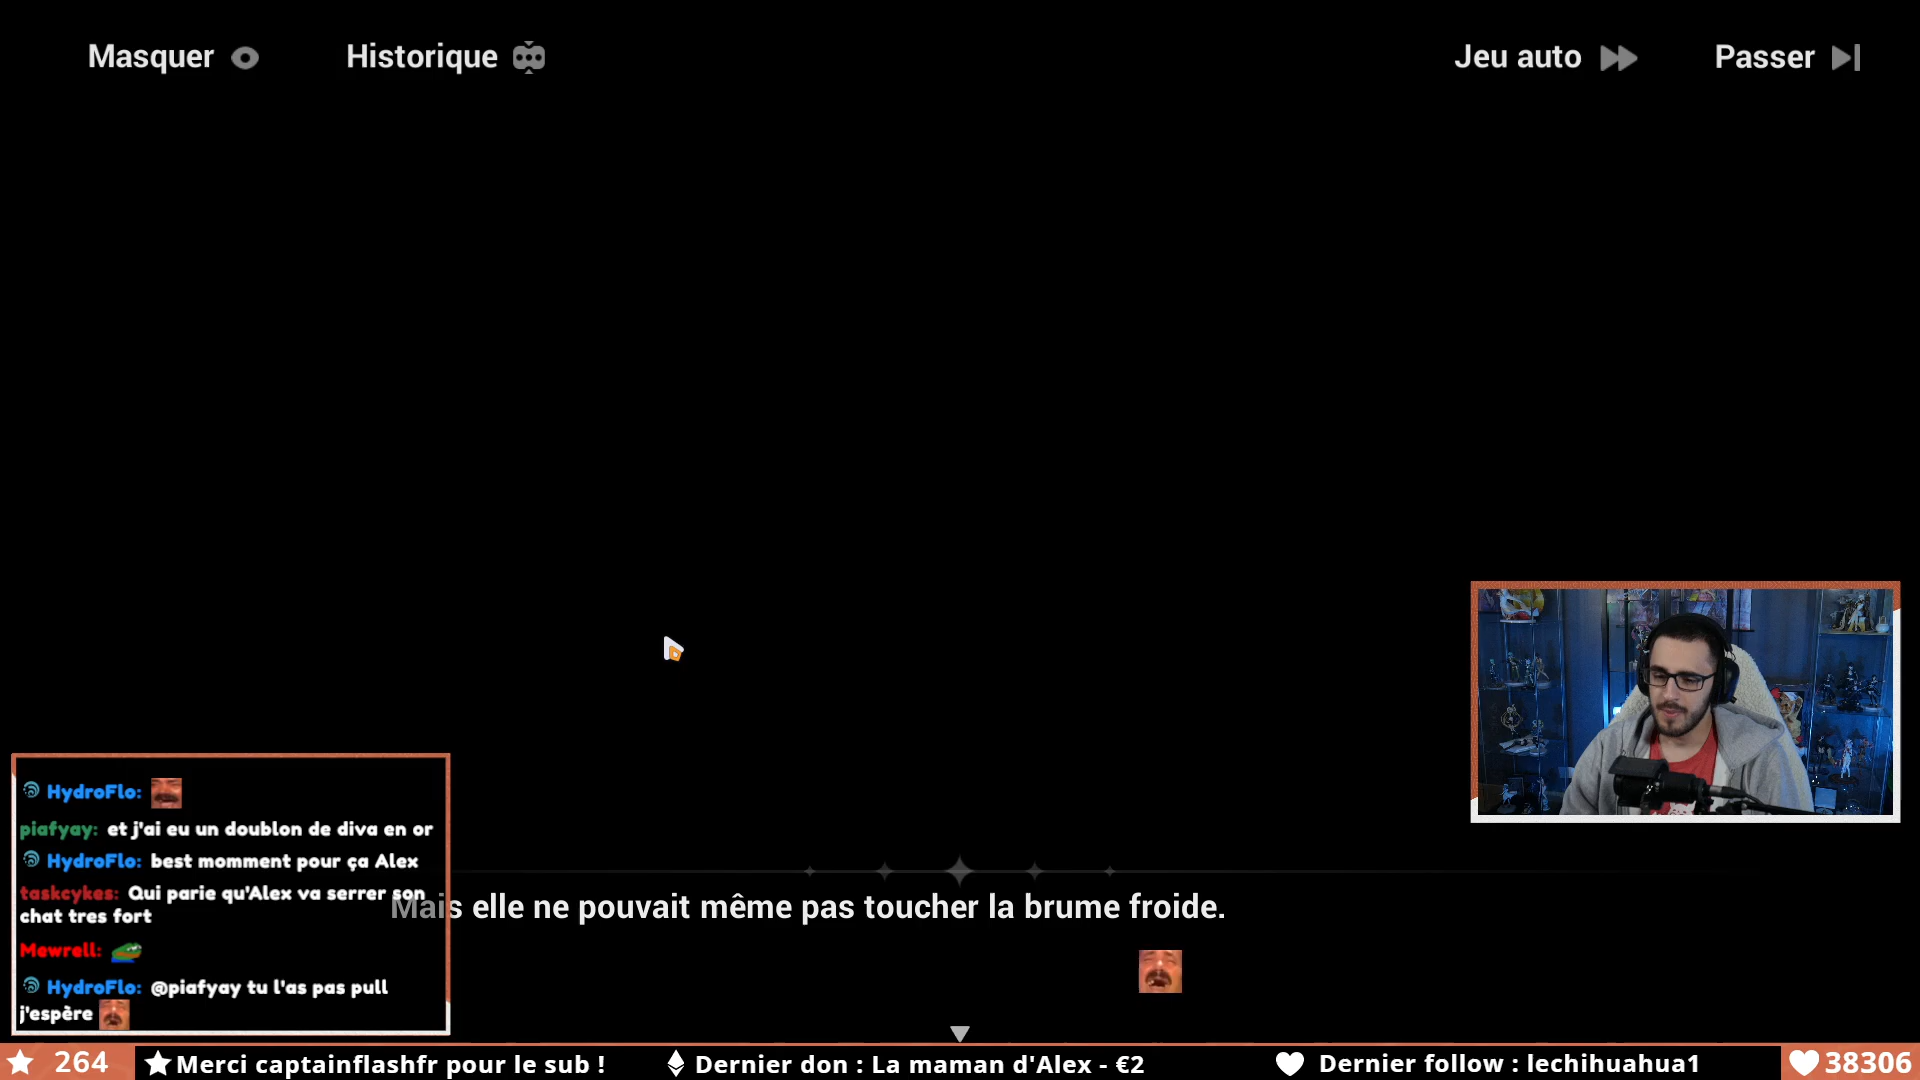 Masquer
Historique
Jeu auto
Passer
HydroFlo:
piafyay: et j'ai eu un doublon de diva en or
HydroFlo: best momment pour ça Alex
taskcykes: Qui parie qu'Alex va serrer son
chat tres fort
Mewrell:
HydroFlo: @piafyay tu l'as pas pull
j'espère
Mais elle ne pouvait même pas toucher la brume froide.
264
Merci captainflashfr pour le sub !
Dernier don : La maman d'Alex - €2
Dernier follow : lechihuahua1
38306